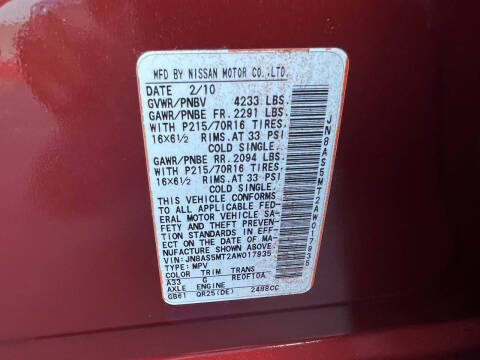 MFD BY NISSAN MOTOR CO.,LTD.
DATE 2/10
GVWR/PNBV 4233 LBS.
GAWR/PNBE FR. 2291 LBS.
WITH P215/70R16 TIRES.
16X6½ RIMS.AT 33 PSI
COLD SINGLE.
GAWR/PNBE RR. 2094 LBS.
WITH P215/70R16 TIRES.
16X6½ RIMS.AT 33 PSI
COLD SINGLE.
THIS VEHICLE CONFORMS
TO ALL APPLICABLE FED-
ERAL MOTOR VEHICLE SA-
FETY AND THEFT PREVEN-
TION STANDARDS IN EFF-
ECT ON THE DATE OF MA-
NUFACTURE SHOWN ABOVE.
VIN: JN8AS5MT2AW017935
TYPE: MPV
COLOR TRIM TRANS
A33 G RE0F10A
AXLE ENGINE
GB61 QR25(DE) 2488CC
JN8AS5MT2AW017935